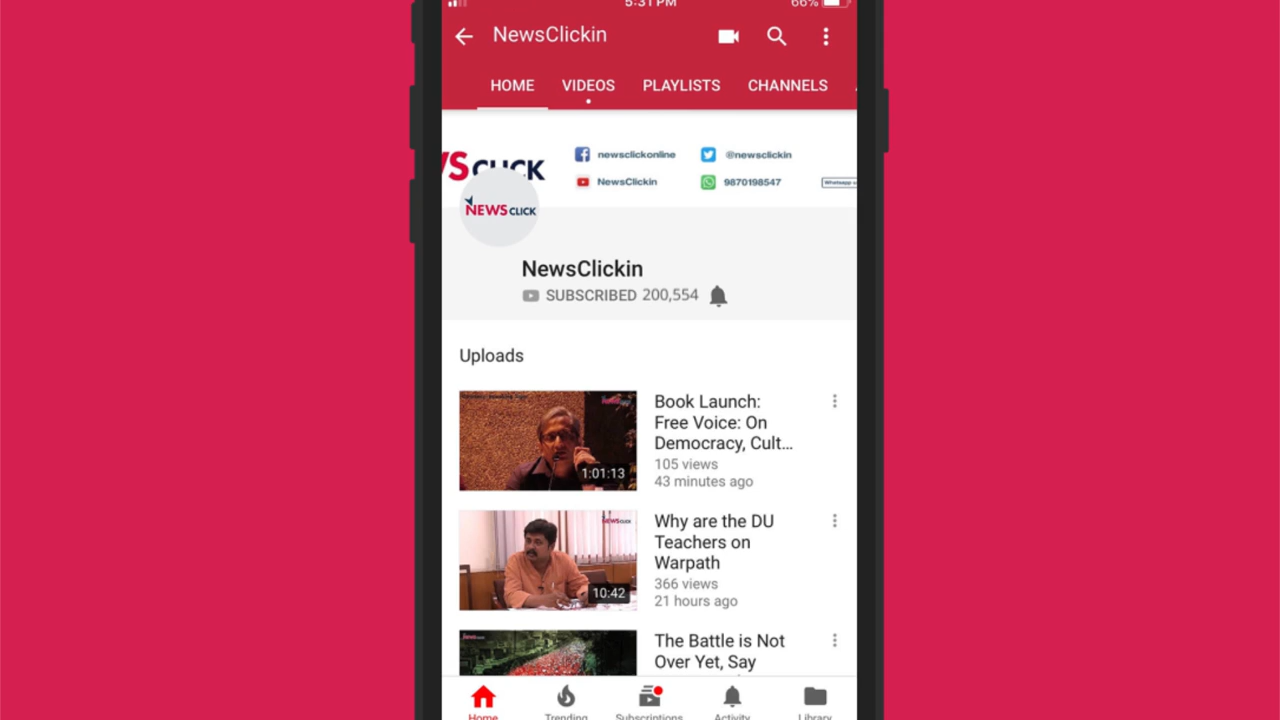 5:31 PM
66%
NewsClickin
HOME VIDEOS PLAYLISTS CHANNELS
WS CLICK
newsclickonline @newsclickin
NewsClickin 9870198547
Whatsapp
NEWS CLICK
NewsClickin
SUBSCRIBED 200,554
Uploads
Book Launch:
Free Voice: On
Democracy, Cult...
105 views
43 minutes ago
1:01:13
NEWSCLICK
Why are the DU
Teachers on
Warpath
366 views
21 hours ago
10:42
The Battle is Not
Over Yet, Say
Home Trending Subscriptions Activity Library